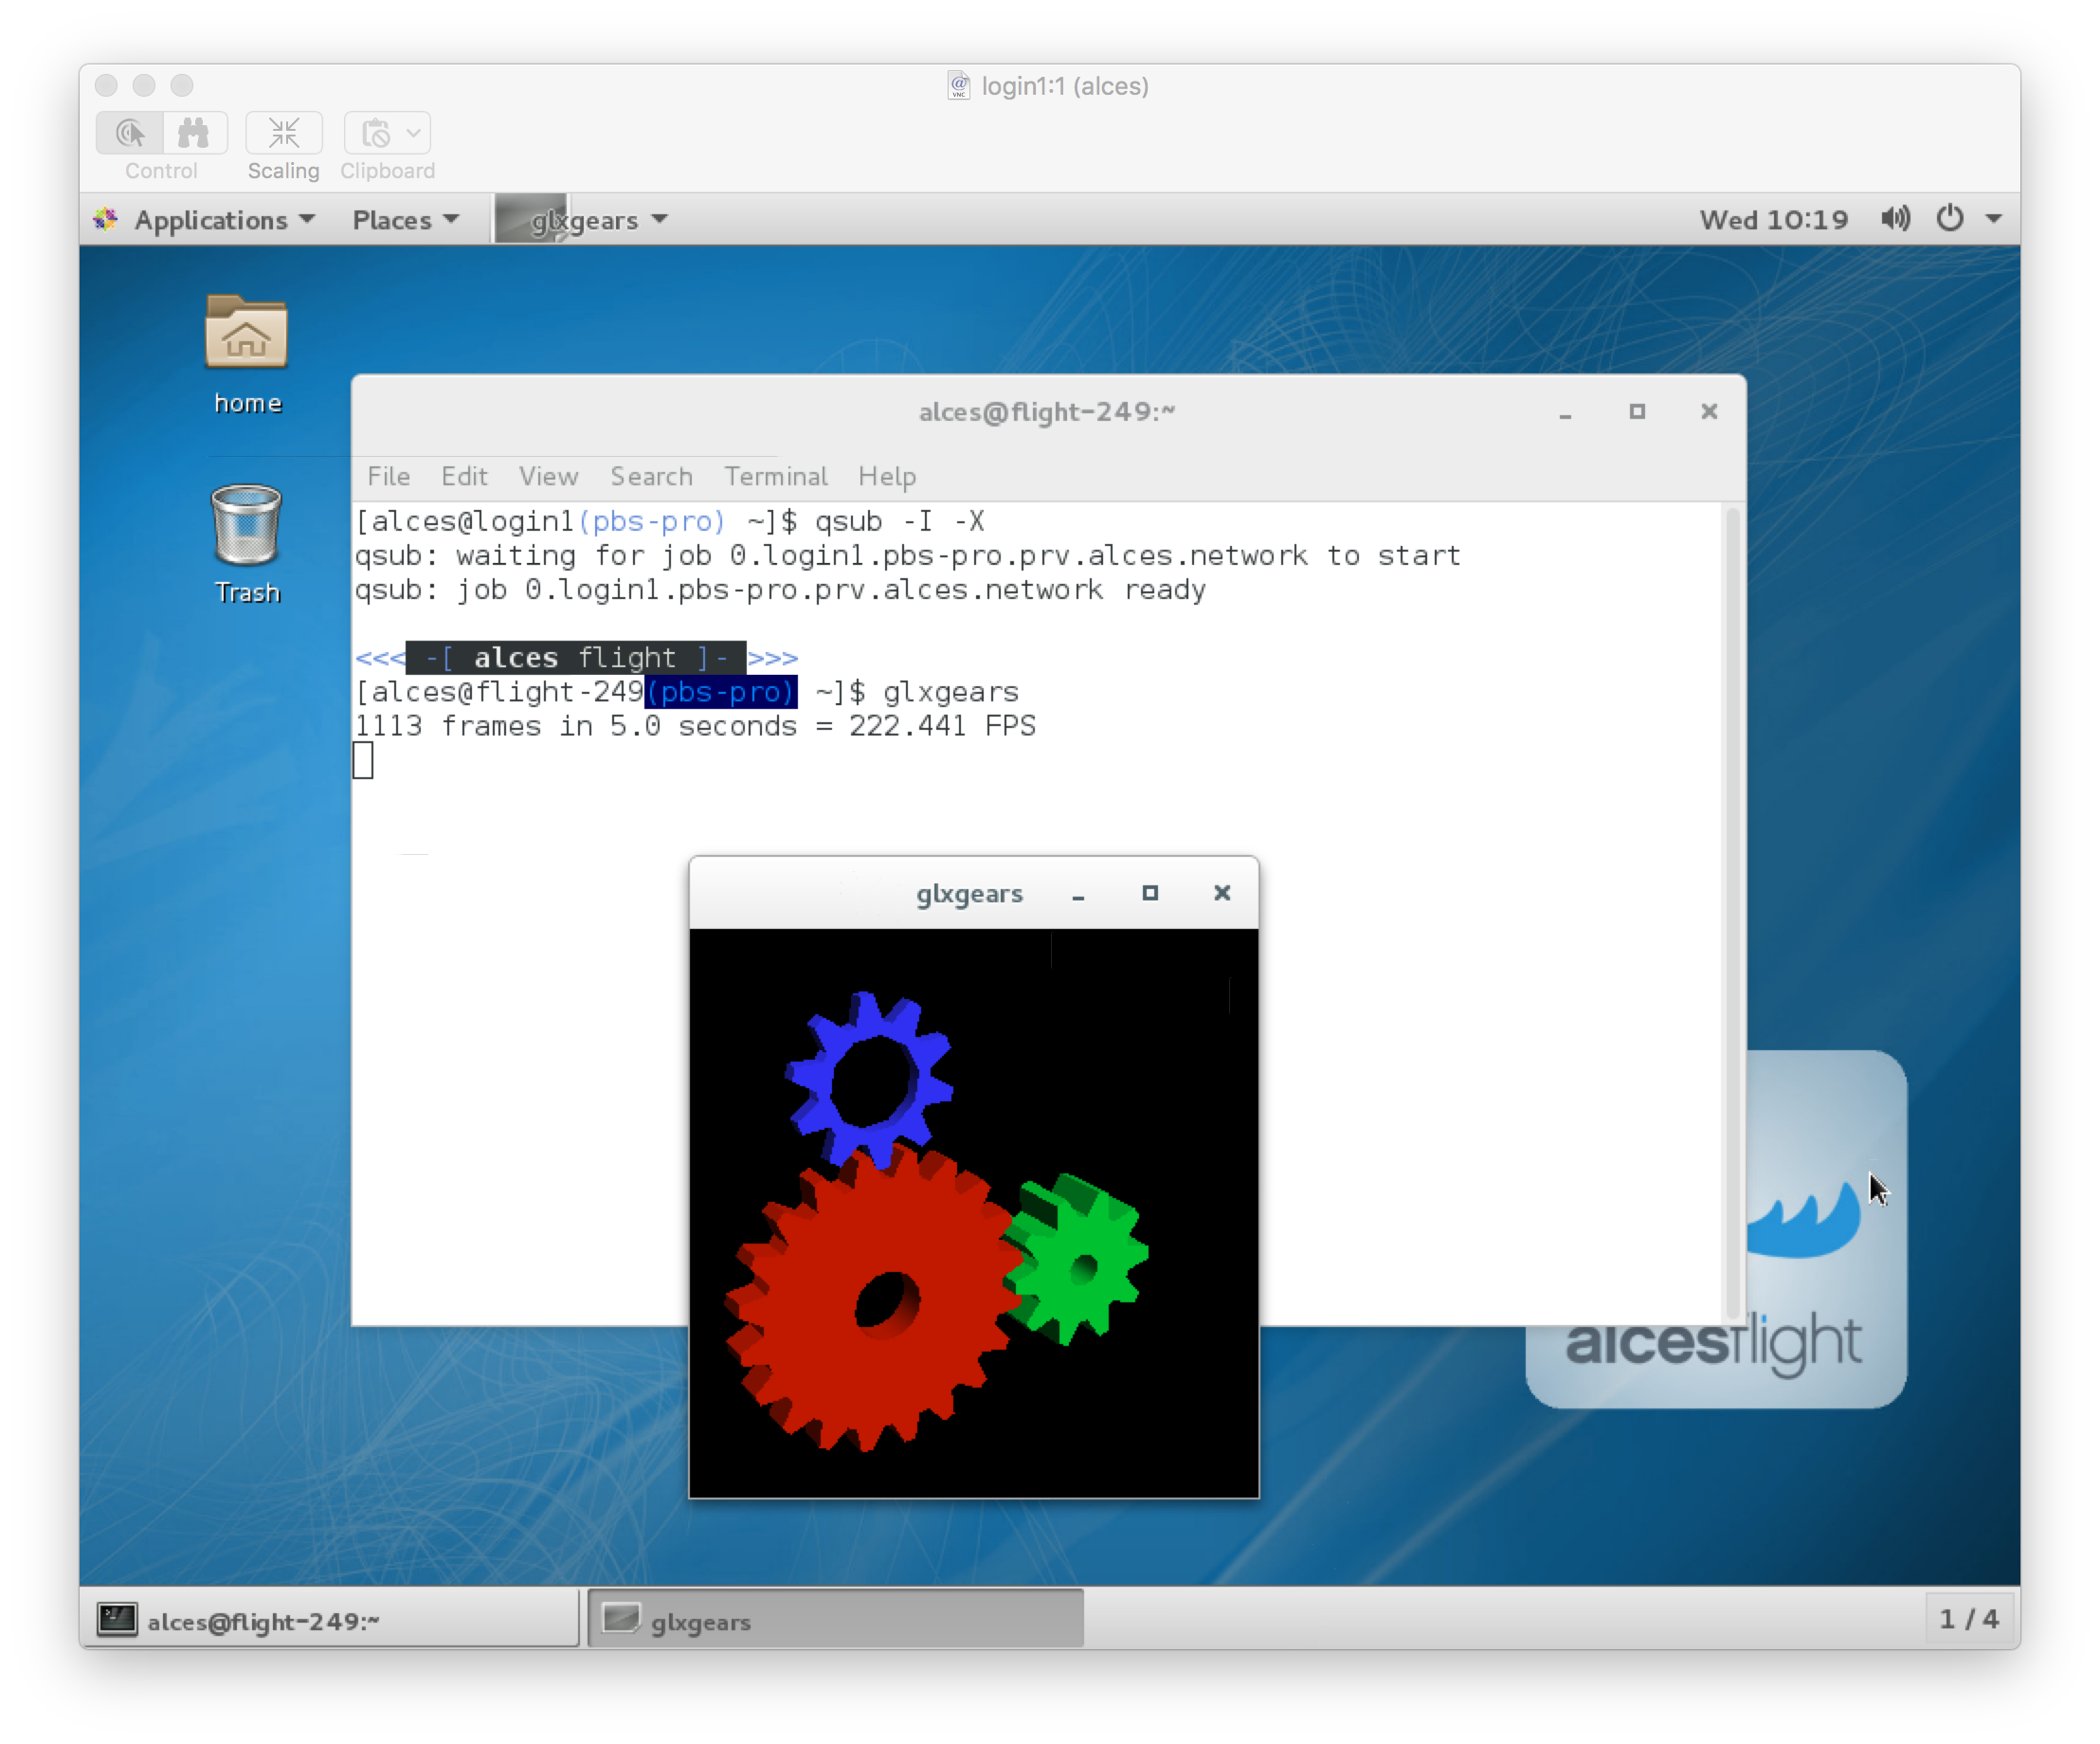 login1:1 (alces)
Control Scaling Clipboard
Applications Places glxgears Wed 10:19
home
Trash
alces@flight-249:~
File Edit View Search Terminal Help
[alces@login1(pbs-pro) ~]$ qsub -I -X
qsub: waiting for job 0.login1.pbs-pro.prv.alces.network to start
qsub: job 0.login1.pbs-pro.prv.alces.network ready
<<< -[ alces flight ]- >>>
[alces@flight-249(pbs-pro) ~]$ glxgears
1113 frames in 5.0 seconds = 222.441 FPS
glxgears
alcesflight
alces@flight-249:~ glxgears 1 / 4